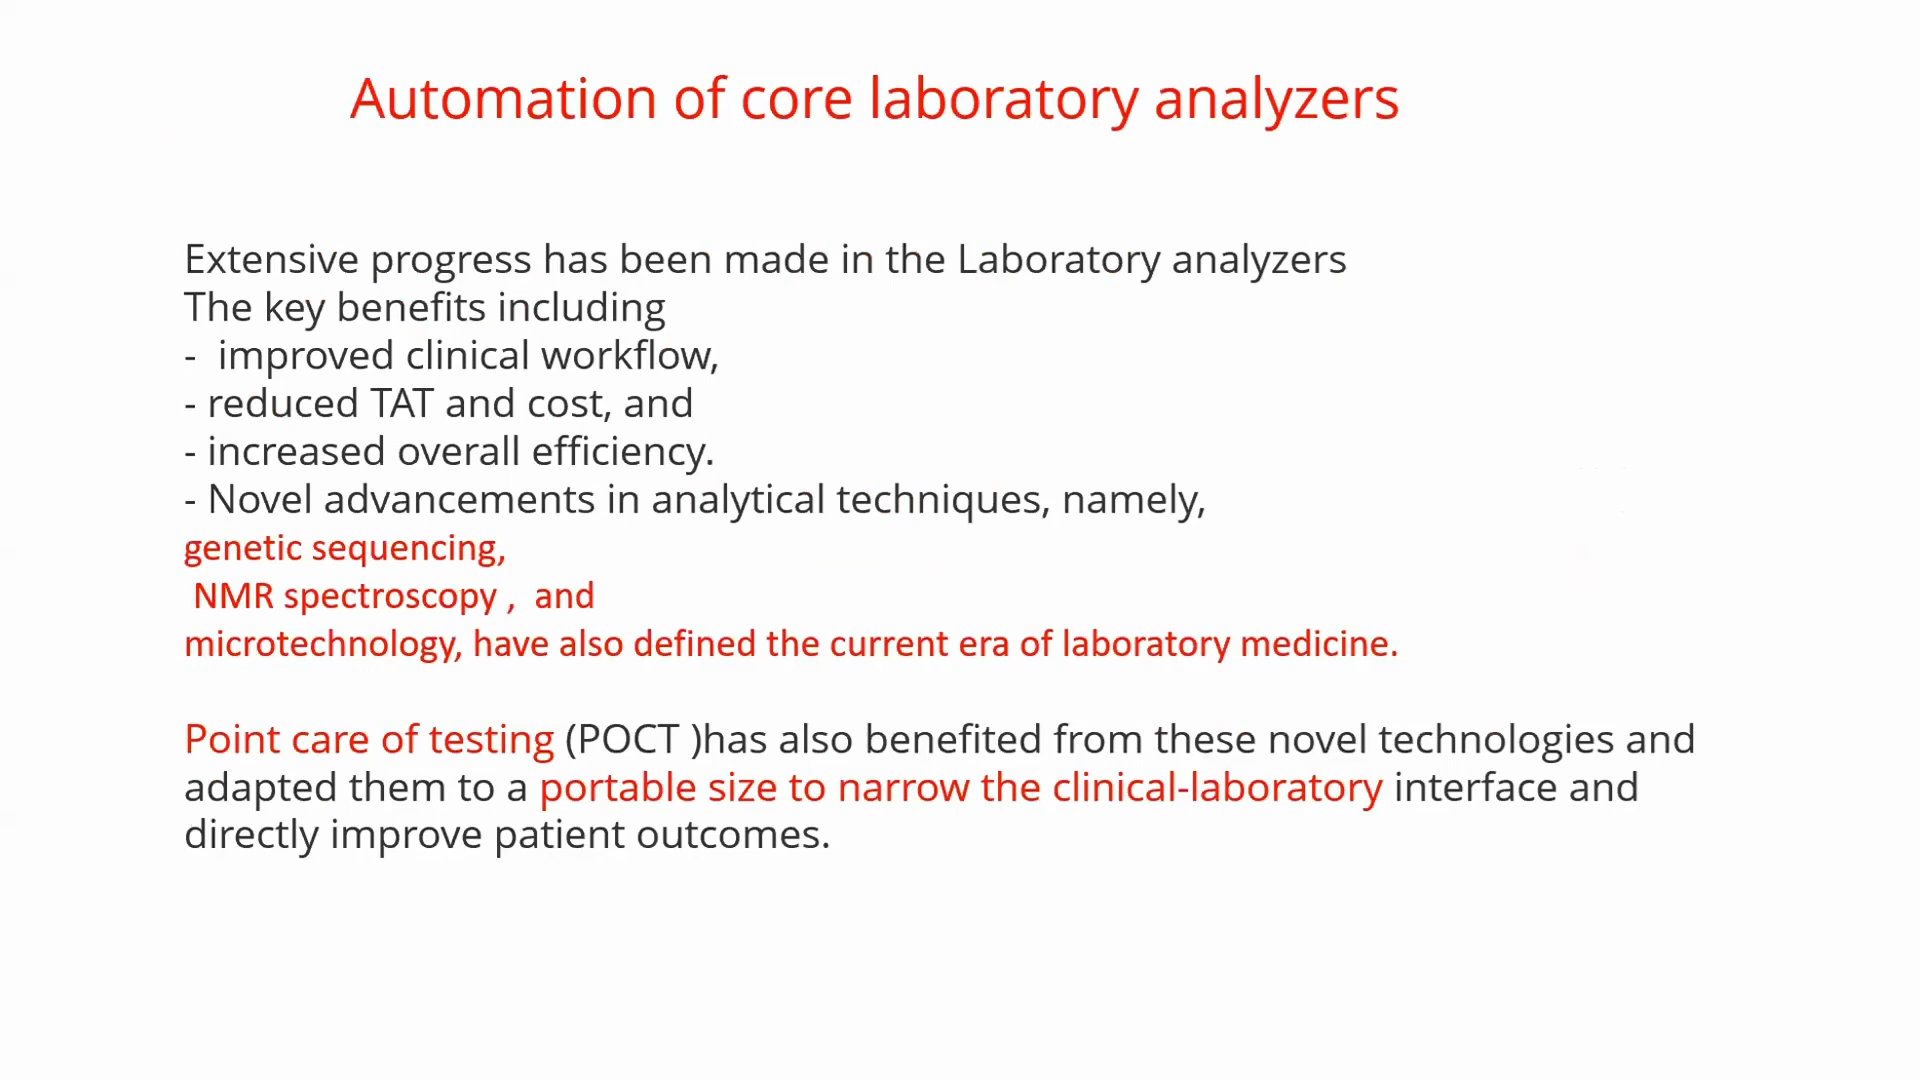 Automation of core laboratory analyzers
Extensive progress has been made in the Laboratory analyzers
The key benefits including
-  improved clinical workflow,
- reduced TAT and cost, and
- increased overall efficiency.
- Novel advancements in analytical techniques, namely,
genetic sequencing,
NMR spectroscopy ,  and
microtechnology, have also defined the current era of laboratory medicine.
Point care of testing (POCT )has also benefited from these novel technologies and
adapted them to a portable size to narrow the clinical-laboratory interface and
directly improve patient outcomes.